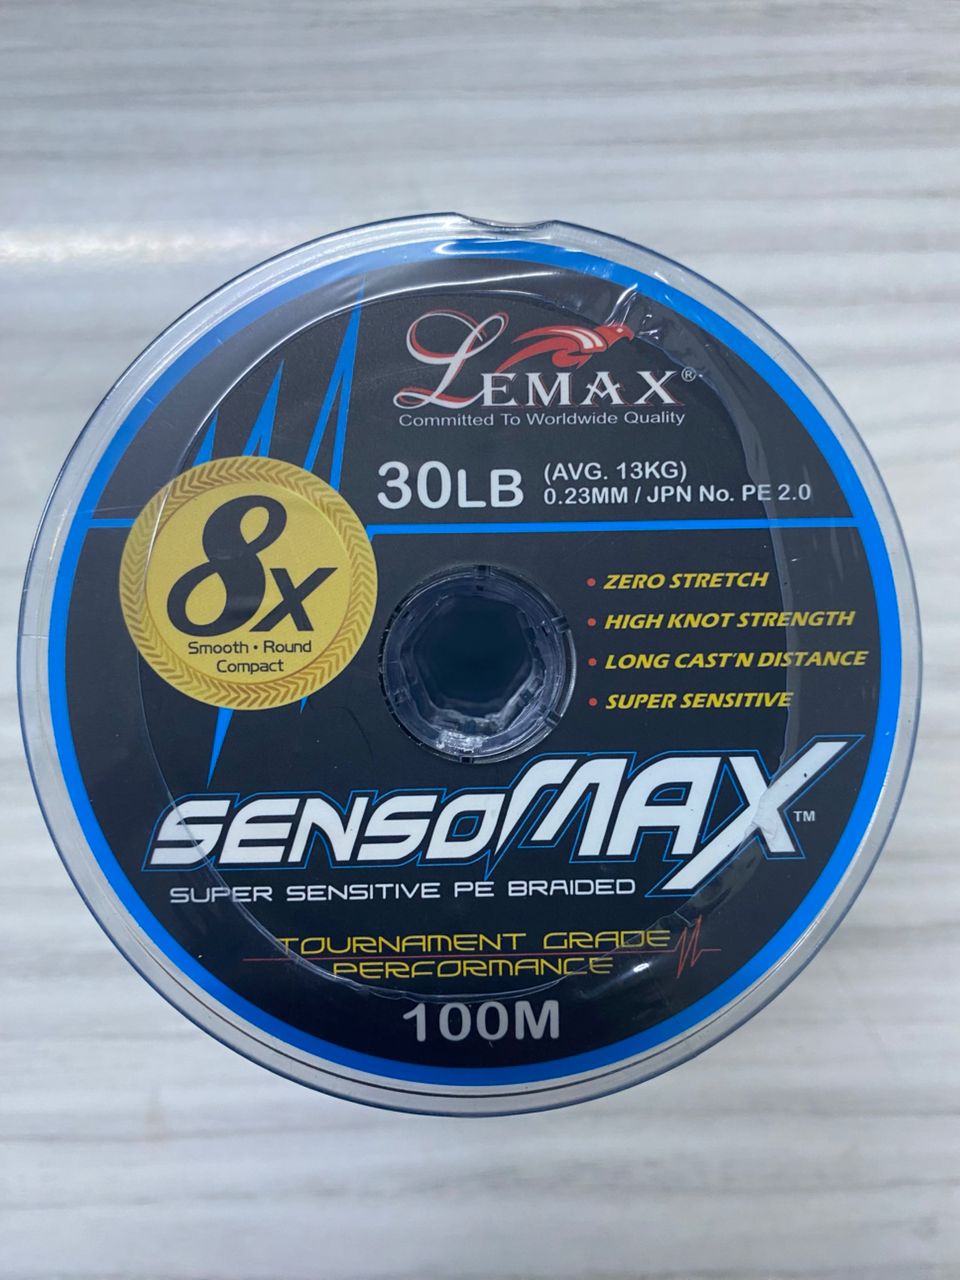 LEMAX®
Committed To Worldwide Quality
30LB (AVG. 13KG)
0.23MM / JPN No. PE 2.0
8x
Smooth • Round
Compact
• ZERO STRETCH
• HIGH KNOT STRENGTH
• LONG CAST'N DISTANCE
• SUPER SENSITIVE
SENSOMAX™
SUPER SENSITIVE PE BRAIDED
TOURNAMENT GRADE
PERFORMANCE
100M